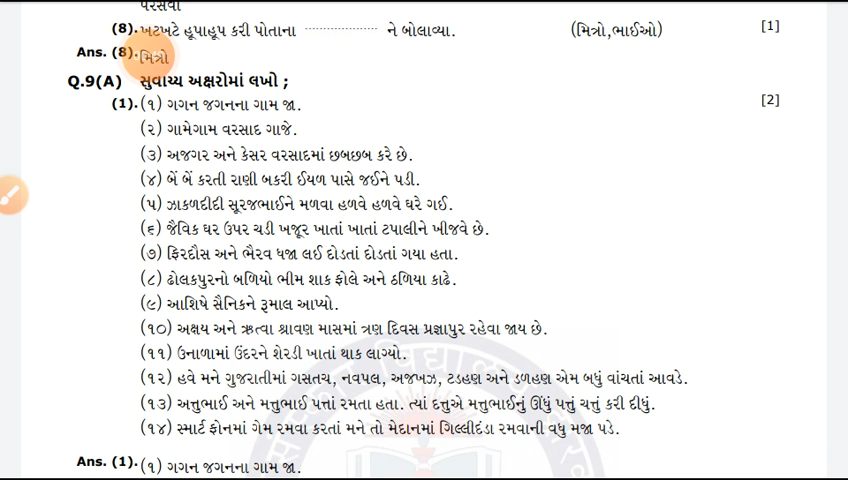 પરસેવા
(8). ખટખટે હૂપાહૂપ કરી પોતાના ................... ને બોલાવ્યા. (મિત્રો,ભાઈઓ) [1]
Ans. (8). મિત્રો
Q.9(A) સુવાચ્ય અક્ષરોમાં લખો ;
(1). (૧) ગગન જગનના ગામ જા. [2]
(૨) ગામેગામ વરસાદ ગાજે.
(૩) અજગર અને કેસર વરસાદમાં છબછબ કરે છે.
(૪) બેં બેં કરતી રાણી બકરી ઈયળ પાસે જઈને પડી.
(૫) ઝાકળદીદી સૂરજભાઈને મળવા હળવે હળવે ઘરે ગઈ.
(૬) જૈવિક ઘર ઉપર ચડી ખજૂર ખાતાં ખાતાં ટપાલીને ખીજવે છે.
(૭) ફિરદૌસ અને ભૈરવ ધજા લઈ દોડતાં દોડતાં ગયા હતા.
(૮) ઢોલકપુરનો બળિયો ભીમ શાક ફોલે અને ઠળિયા કાઢે.
(૯) આશિષે સૈનિકને રૂમાલ આપ્યો.
(૧૦) અક્ષય અને ઋત્વા શ્રાવણ માસમાં ત્રણ દિવસ પ્રજ્ઞાપુર રહેવા જાય છે.
(૧૧) ઉનાળામાં ઉંદરને શેરડી ખાતાં થાક લાગ્યો.
(૧૨) હવે મને ગુજરાતીમાં ગસતય, નવપલ, અજખઝ, ટડહણ અને ડળહણ એમ બધું વાંચતાં આવડે.
(૧૩) અત્તુભાઈ અને મત્તુભાઈ પત્તાં રમતા હતા. ત્યાં દત્તુએ મત્તુભાઈનું ઊંધું પત્તું ચત્તું કરી દીધું.
(૧૪) સ્માર્ટ ફોનમાં ગેમ રમવા કરતાં મને તો મેદાનમાં ગિલ્લીદંડા રમવાની વધુ મજા પડે.
Ans. (1). (૧) ગગન જગનના ગામ જા.